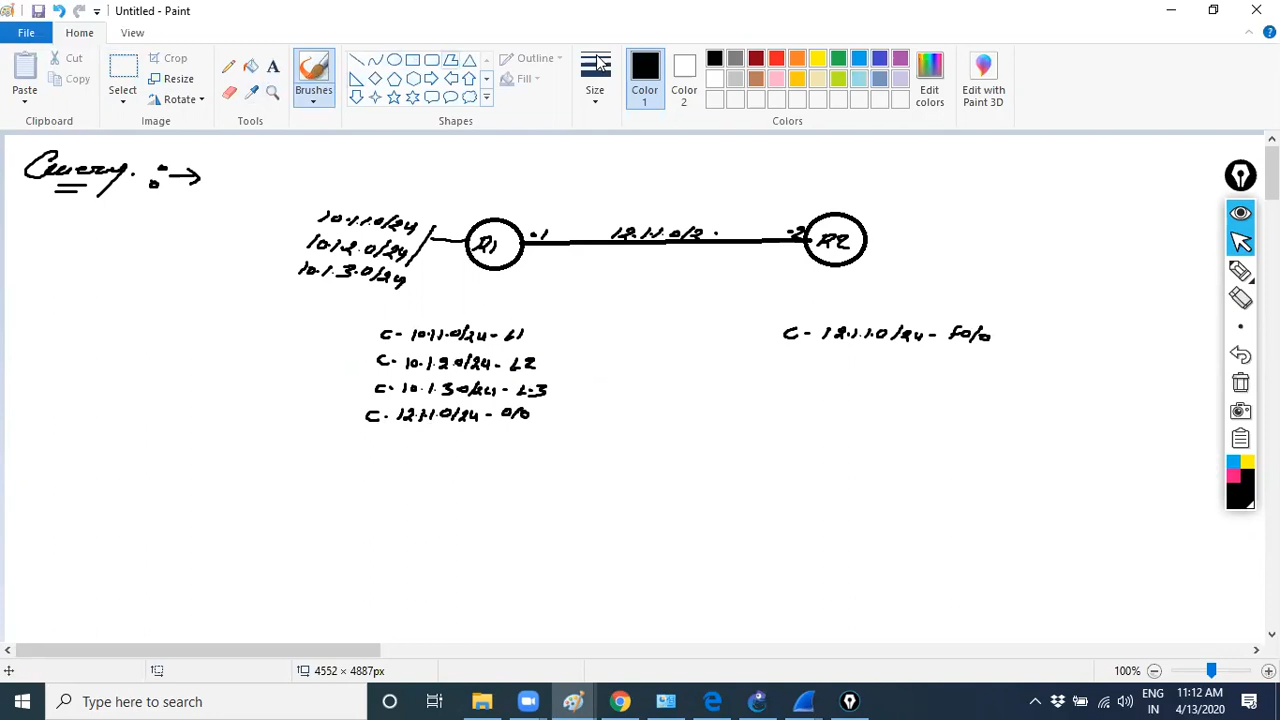 Untitled - Paint
File
Home
View
Paste
Cut
Copy
Clipboard
Select
Crop
Resize
Rotate
Image
Tools
Brushes
Outline
Fill
Shapes
Size
Color 1
Color 2
Edit colors
Edit with Paint 3D
Colors
10.1.1.0/24
10.1.2.0/24
10.1.3.0/24
R1
.1
12.1.1.0/2
.2
R2
C- 10.1.1.0/24 - L1
C- 10.1.2.0/24 - L2
C- 10.1.3.0/24 - L3
C- 12.1.1.0/24 - 0/0
C- 12.1.1.0/24 - f0/0
4552 × 4887px
100%
Type here to search
ENG
IN
11:12 AM
4/13/2020